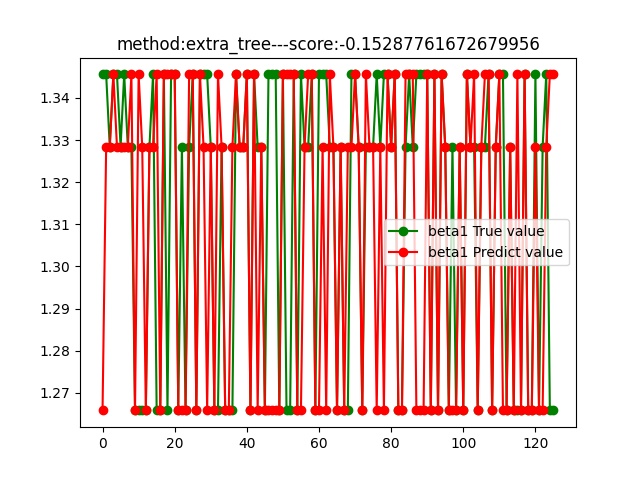 method:extra_tree---score:-0.15287761672679956
1.34
1.33
1.32
1.31
1.30
1.29
1.28
1.27
beta1 True value
beta1 Predict value
0 20 40 60 80 100 120